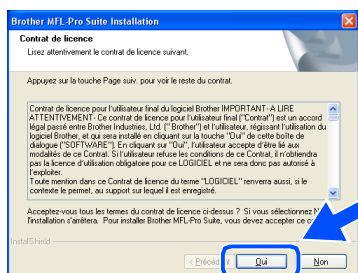 Brother MFL-Pro Suite Installation
Contrat de licence
Lisez attentivement le contrat de licence suivant.
Appuyez sur la touche Page suiv. pour voir le reste du contrat.
Contrat de licence pour l'utilisateur final du logiciel Brother IMPORTANT - A LIRE
ATTENTIVEMENT - Ce contrat de licence pour l'utilisateur final ("Contrat") est un accord
légal passé entre Brother Industries, Ltd. ("Brother") et l'utilisateur, régissant l'utilisation du
logiciel Brother, et qui sera installé en cliquant sur la touche "Oui" de cette boîte de
dialogue ("SOFTWARE"). En cliquant sur "Oui", l'utilisateur accepte d'être lié aux
modalités de ce Contrat. Si l'utilisateur refuse les conditions de ce Contrat, il n'obtiendra
pas la licence d'utilisation obligatoire pour ce LOGICIEL et ne sera donc pas autorisé à
l'exploiter.
Toute mention dans ce Contrat de licence du terme "LOGICIEL" renverra aussi, si le
contexte le permet, au support sur lequel il est enregistré.
Acceptez-vous tous les termes du contrat de licence ci-dessus ? Si vous sélectionnez
l'installation s'arrêtera. Pour installer Brother MFL-Pro Suite, vous devez accepter ce
InstallShield
< Précédent Oui Non